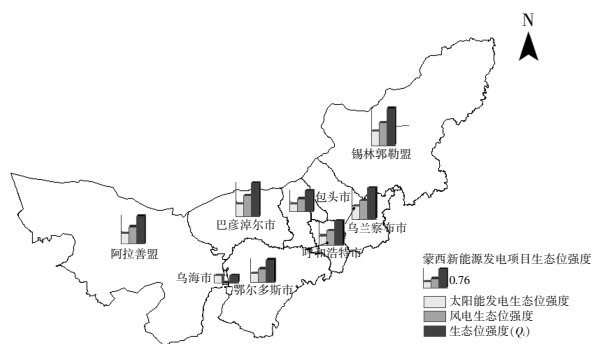 N
锡林郭勒盟
包头市
巴彦淖尔市
乌兰察布市
呼和浩特市
阿拉善盟
乌海市
鄂尔多斯市
蒙西新能源发电项目生态位强度
0.76
太阳能发电生态位强度
风电生态位强度
生态位强度(Qi)